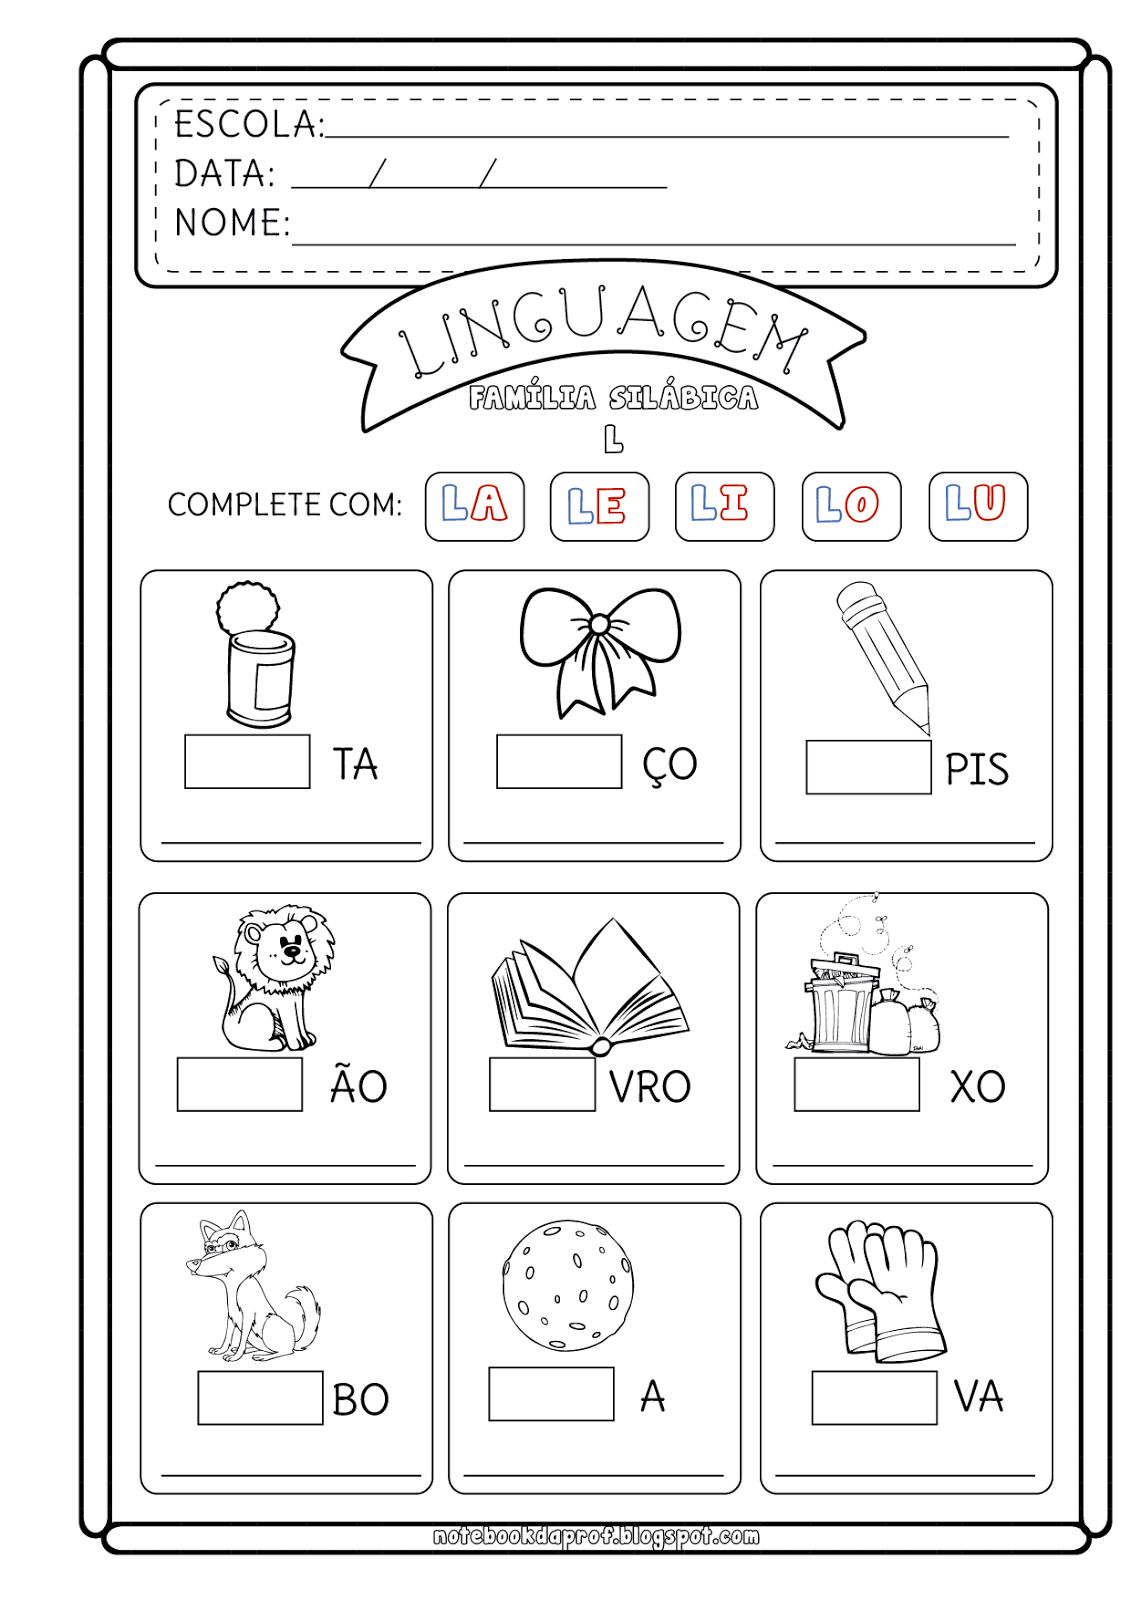 ESCOLA:
DATA: / /
NOME:
LINGUAGEM
FAMÍLIA SILÁBICA
L
COMPLETE COM: LA LE LI LO LU
TA ÇO PIS
ÃO VRO XO
BO A VA
notebookdaprof.blogspot.com